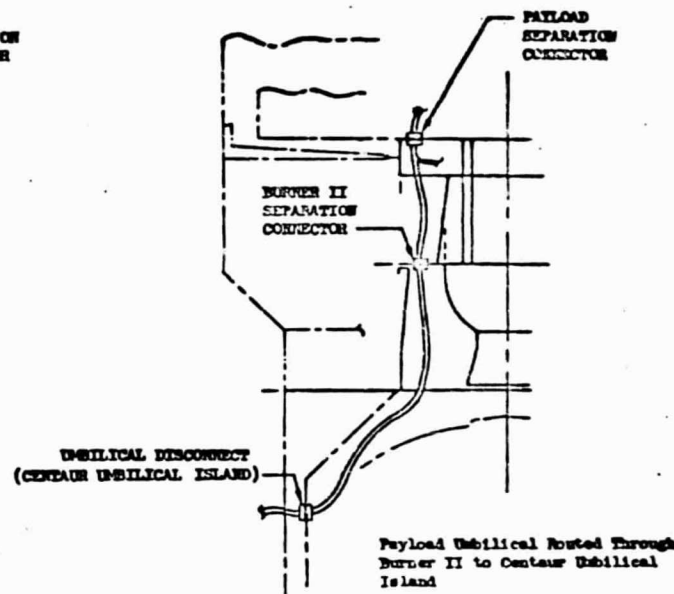 ON
R
PAYLOAD
SEPARATION
CONNECTOR
BURNER II
SEPARATION
CONNECTOR
UMBILICAL DISCONNECT
(CENTAUR UMBILICAL ISLAND)
Payload Umbilical Routed Through
Burner II to Centaur Umbilical
Island